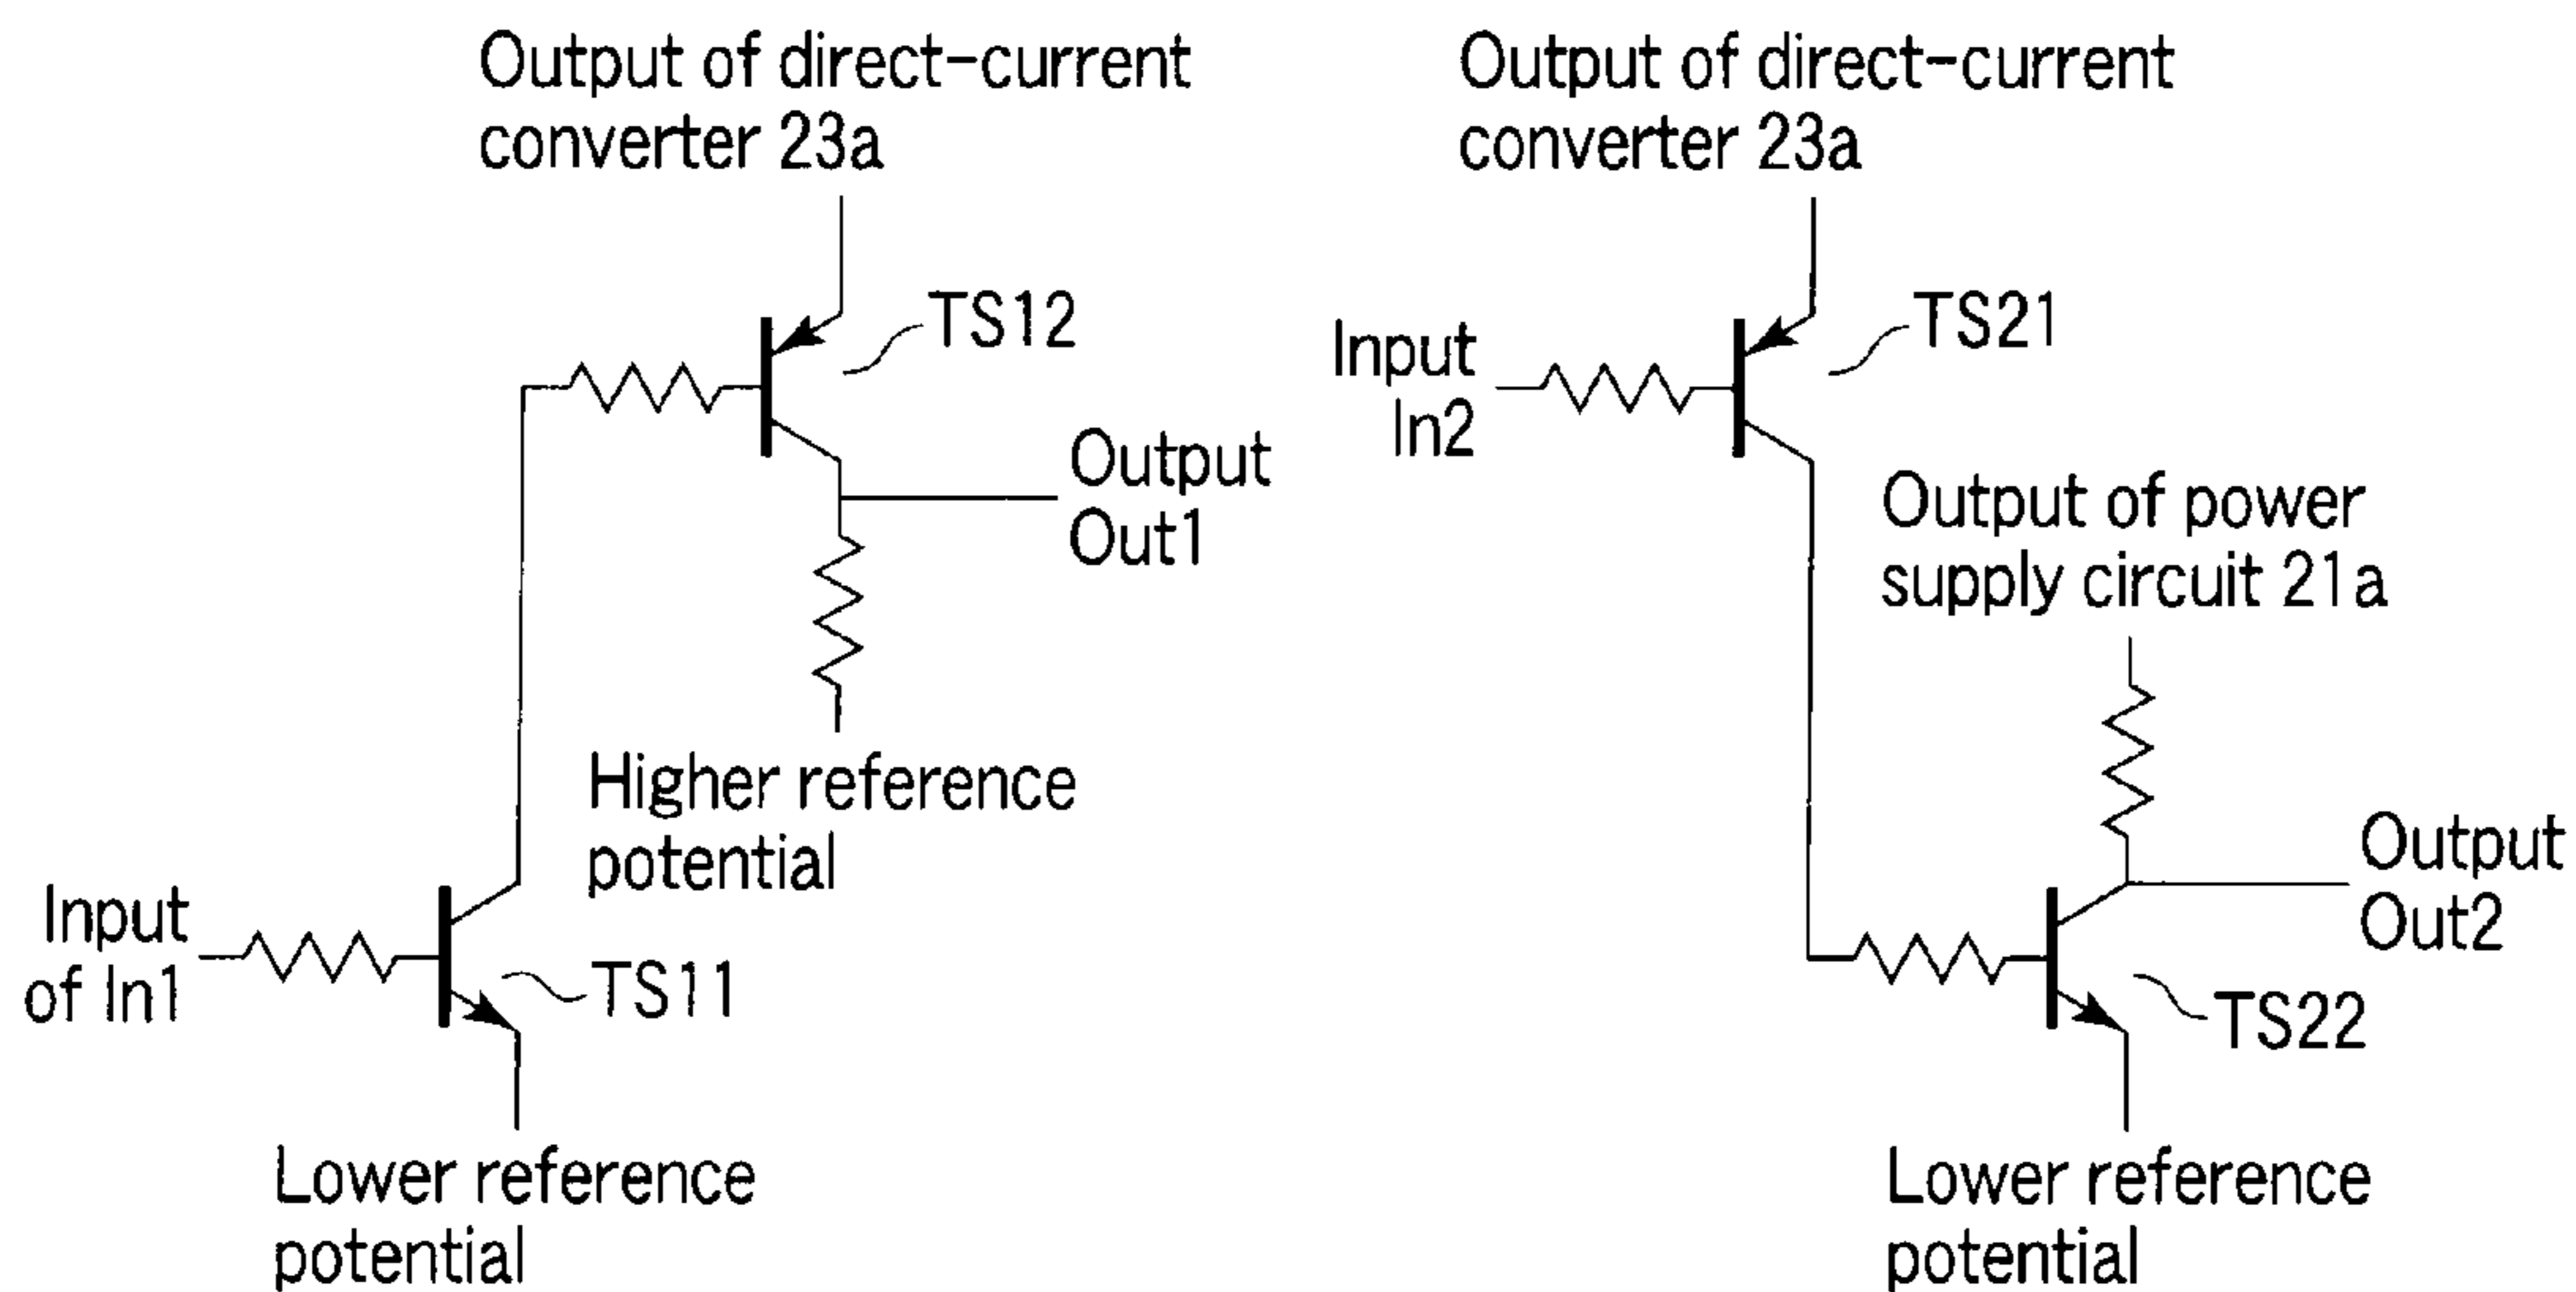 Output of direct-current
converter 23a
TS12
Output
Out1
Higher reference
potential
Input
of In1
TS11
Lower reference
potential
Output of direct-current
converter 23a
TS21
Input
In2
Output of power
supply circuit 21a
Output
Out2
TS22
Lower reference
potential